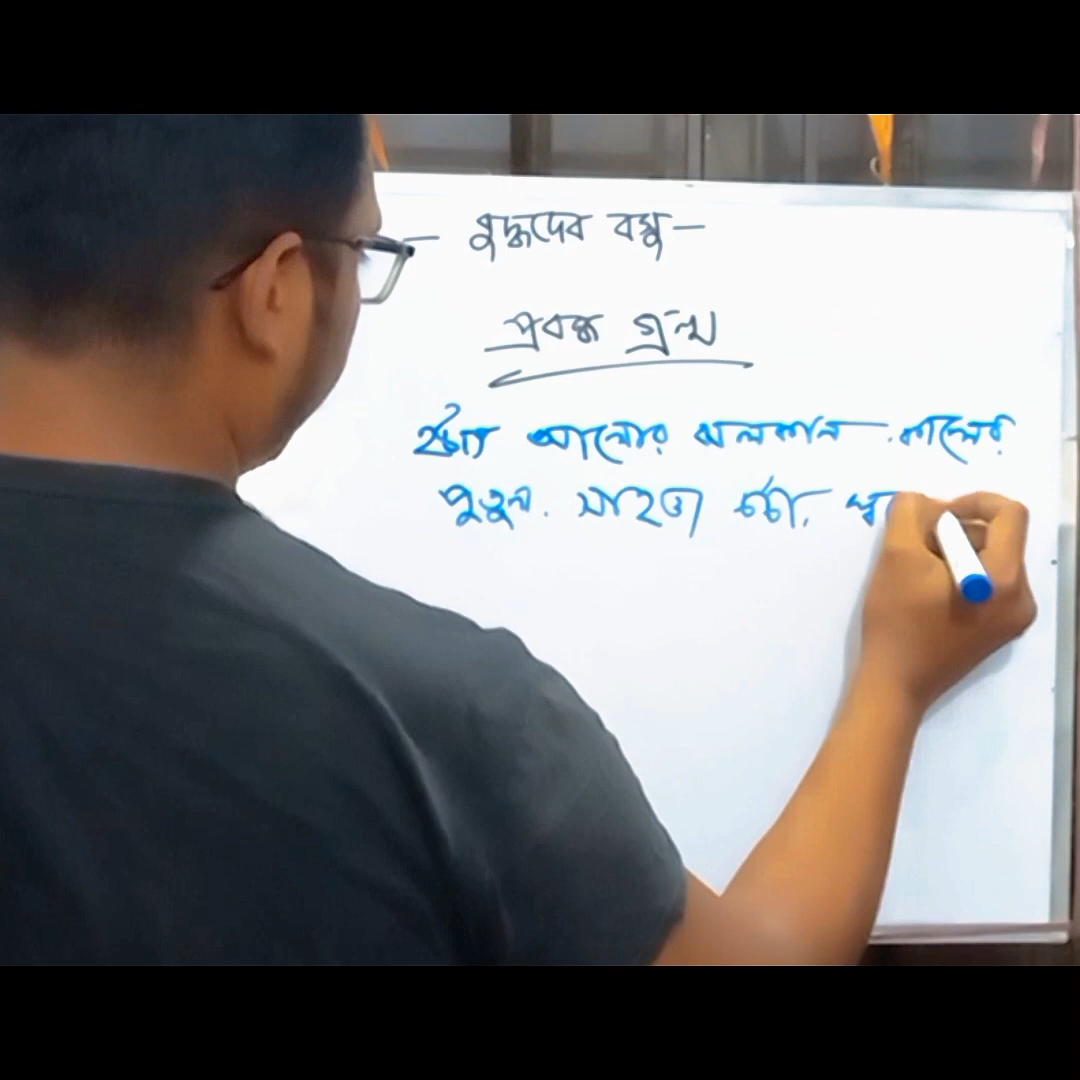 — বুদ্ধদেব বসু —
প্রবন্ধ গ্রন্থ
হঠাৎ আলোর ঝলকানি. কালের
পুতুল. সাহিত্য চর্চা,